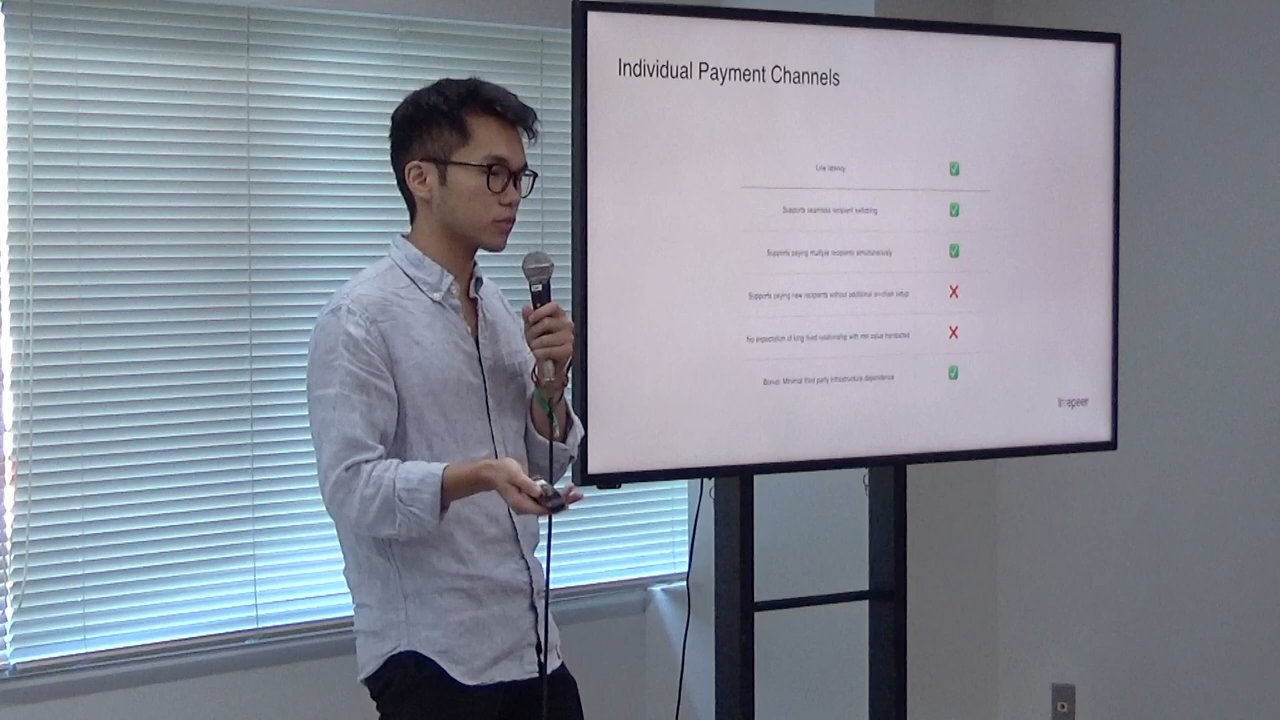 Individual Payment Channels
Low latency
Supports seamless recipient switching
Supports paying multiple recipients simultaneously
Supports paying new recipients without additional on-chain setup
No expectation of long lived relationship with min value transacted
Bonus: Minimal third party infrastructure dependence
livepeer